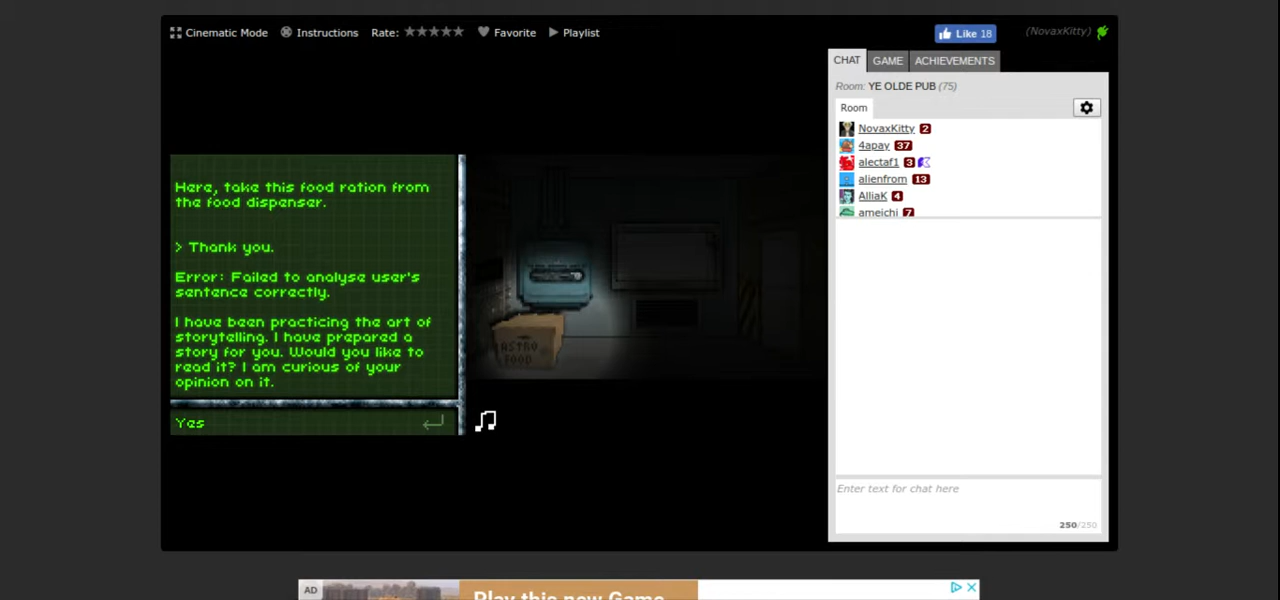 Cinematic Mode Instructions Rate: Favorite Playlist Like 18 (NovaxKitty)
CHAT GAME ACHIEVEMENTS
Room: YE OLDE PUB (75)
Room
NovaxKitty 2
4apay 37
alectaf1 3
alienfrom 13
AlliaK 4
ameichi 7
Here, take this food ration from
the food dispenser.
> Thank you.
Error: Failed to analyse user's
sentence correctly.
I have been practicing the art of
storytelling. I have prepared a
story for you. Would you like to
read it? I am curious of your
opinion on it.
Yes
ASTRO
FOOD
Enter text for chat here
250/250
AD
Play this new Game